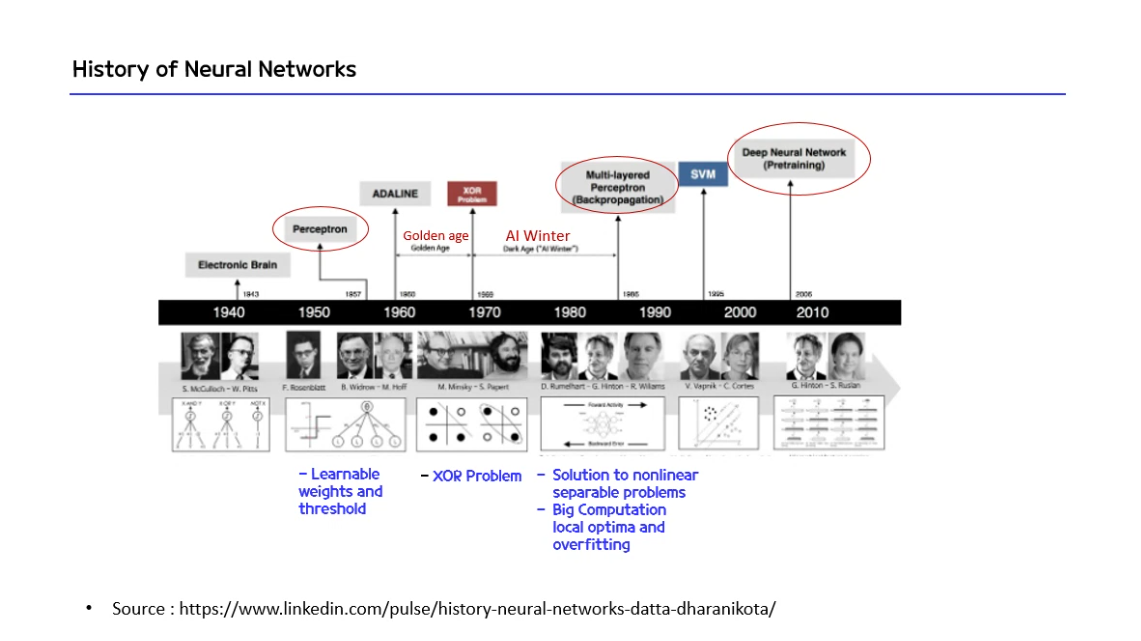 History of Neural Networks
Deep Neural Network
(Pretraining)
Multi-layered
Perceptron
(Backpropagation)
SVM
ADALINE
XOR
Problem
Perceptron
Golden age
Golden Age
AI Winter
Dark Age ("AI Winter")
Electronic Brain
1943
1957
1960
1969
1986
1995
2006
1940 1950 1960 1970 1980 1990 2000 2010
S. McCulloch - W. Pitts
F. Rosenblatt
B. Widrow - M. Hoff
M. Minsky - S. Papert
D. Rumelhart - G. Hinton - R. Wiliams
V. Vapnik - C. Cortes
G. Hinton - S. Ruslan
X AND Y X OR Y NOT X
Foward Activity
Backward Error
- Learnable
weights and
threshold
- XOR Problem
- Solution to nonlinear
separable problems
- Big Computation
local optima and
overfitting
• Source : https://www.linkedin.com/pulse/history-neural-networks-datta-dharanikota/